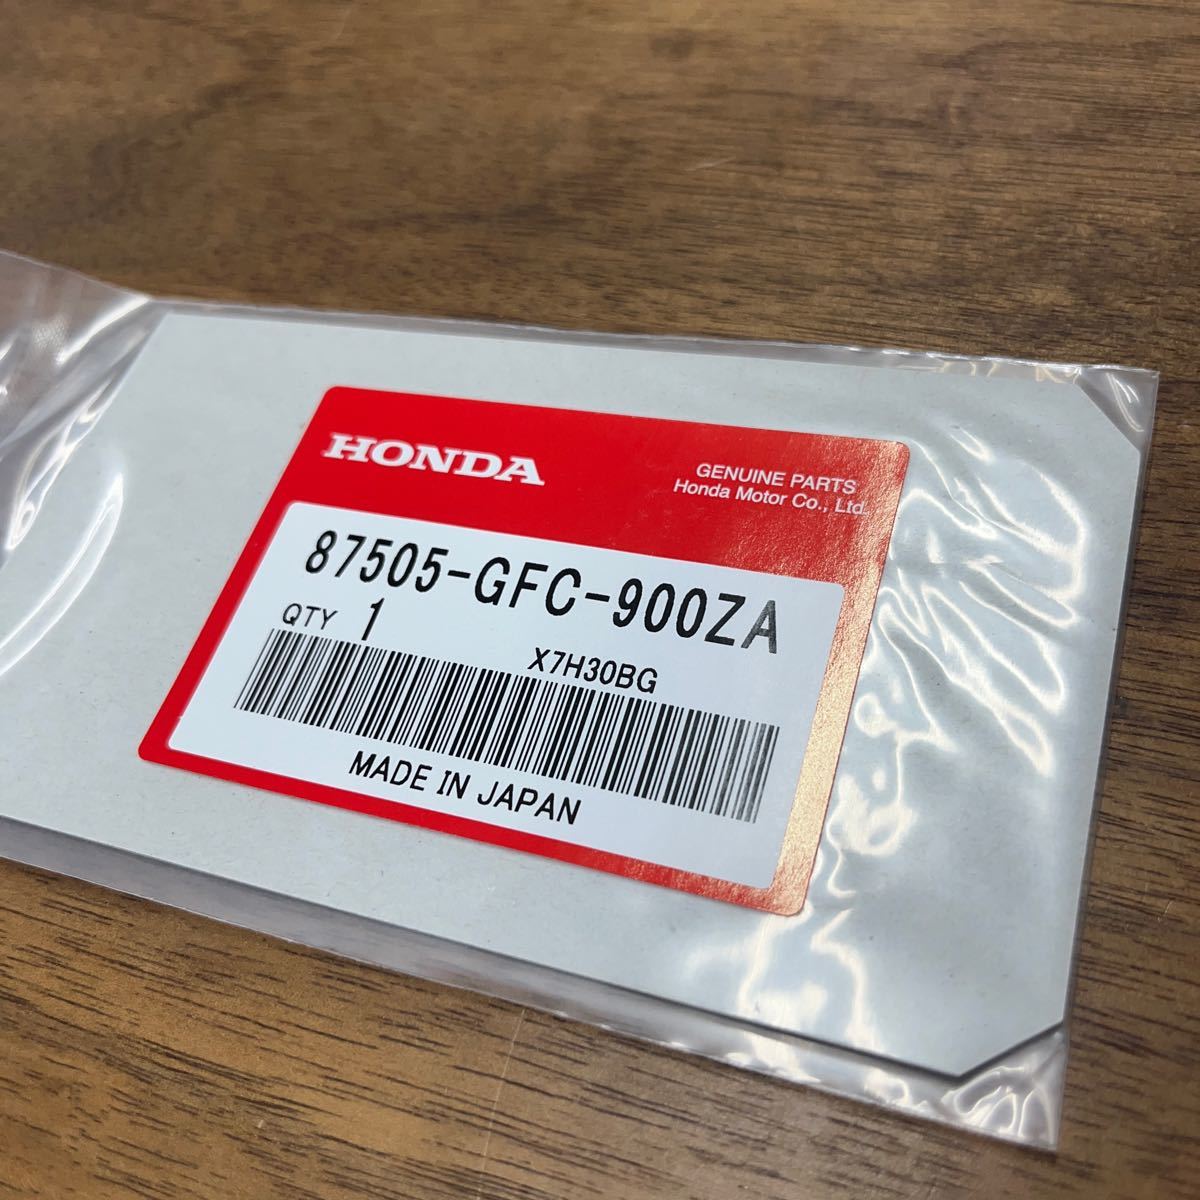 HONDA
GENUINE PARTS
Honda Motor Co., Ltd.
87505-GFC-900ZA
QTY 1
X7H30BG
MADE IN JAPAN